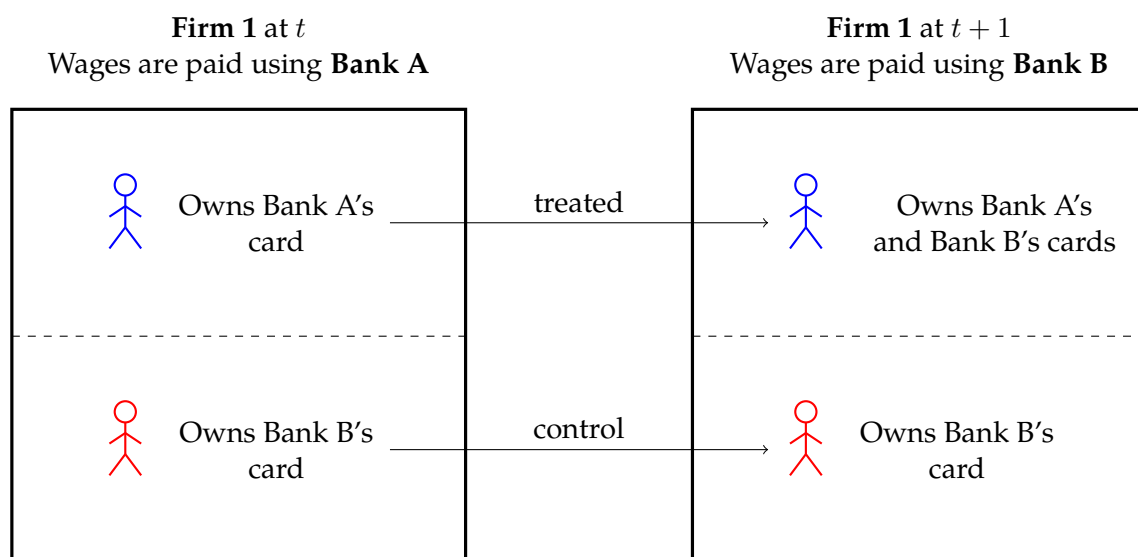 Firm 1 at t
Wages are paid using Bank A
Firm 1 at t + 1
Wages are paid using Bank B
Owns Bank A's
card
treated
Owns Bank A's
and Bank B's cards
Owns Bank B's
card
control
Owns Bank B's
card